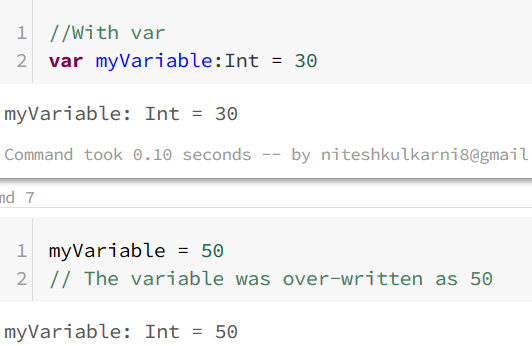 1 //With var
2 var myVariable:Int = 30
myVariable: Int = 30
Command took 0.10 seconds -- by niteshkulkarni8@gmail
md 7
1 myVariable = 50
2 // The variable was over-written as 50
myVariable: Int = 50